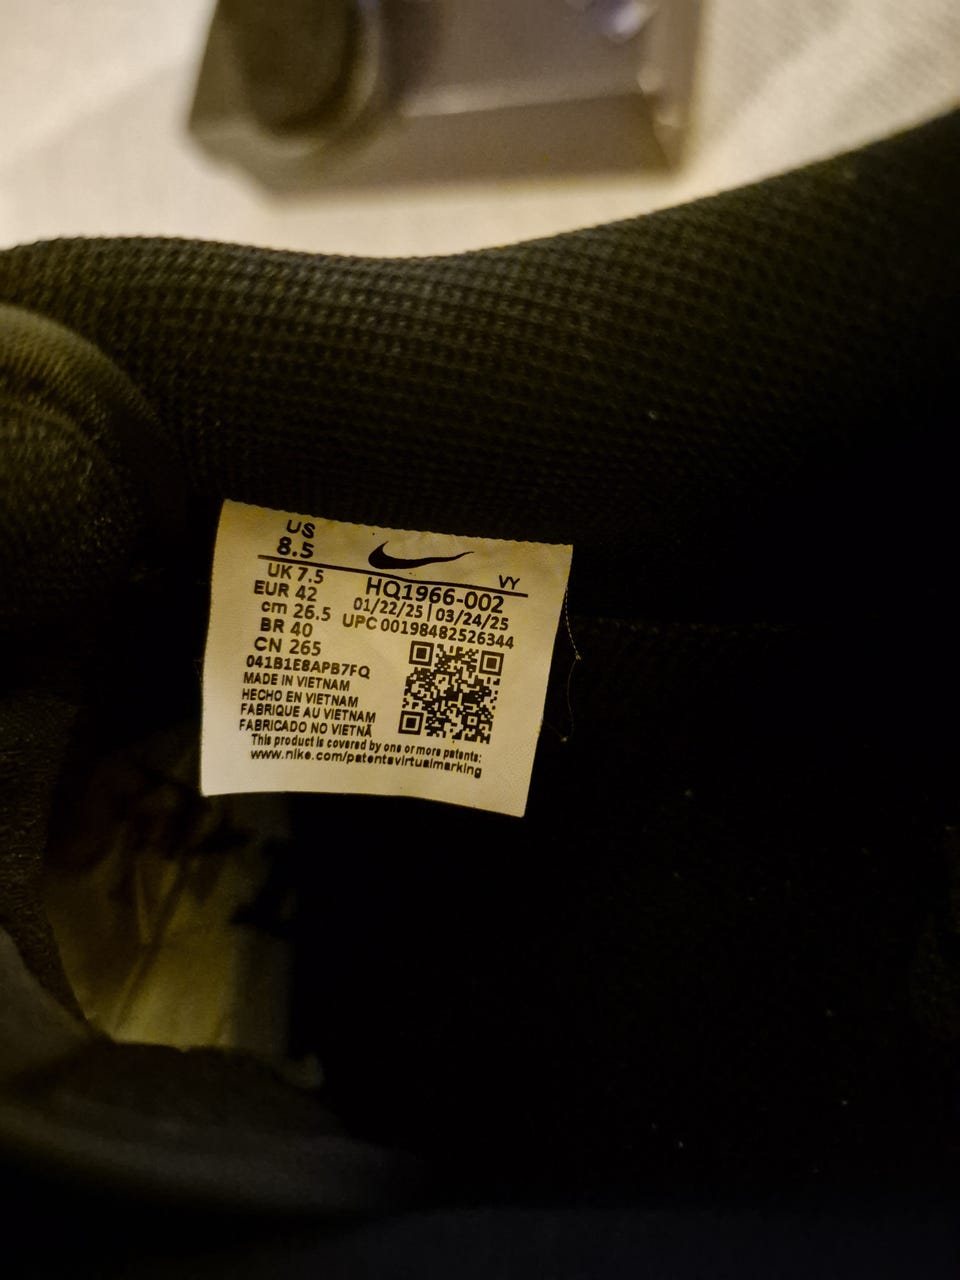 US
8.5
VY
UK 7.5
HQ1966-002
EUR 42
01/22/25 | 03/24/25
cm 26.5
UPC 00198482526344
BR 40
CN 265
041B1E8APB7FQ
MADE IN VIETNAM
HECHO EN VIETNAM
FABRIQUE AU VIETNAM
FABRICADO NO VIETNÃ
This product is covered by one or more patents:
www.nike.com/patentsvirtualmarking